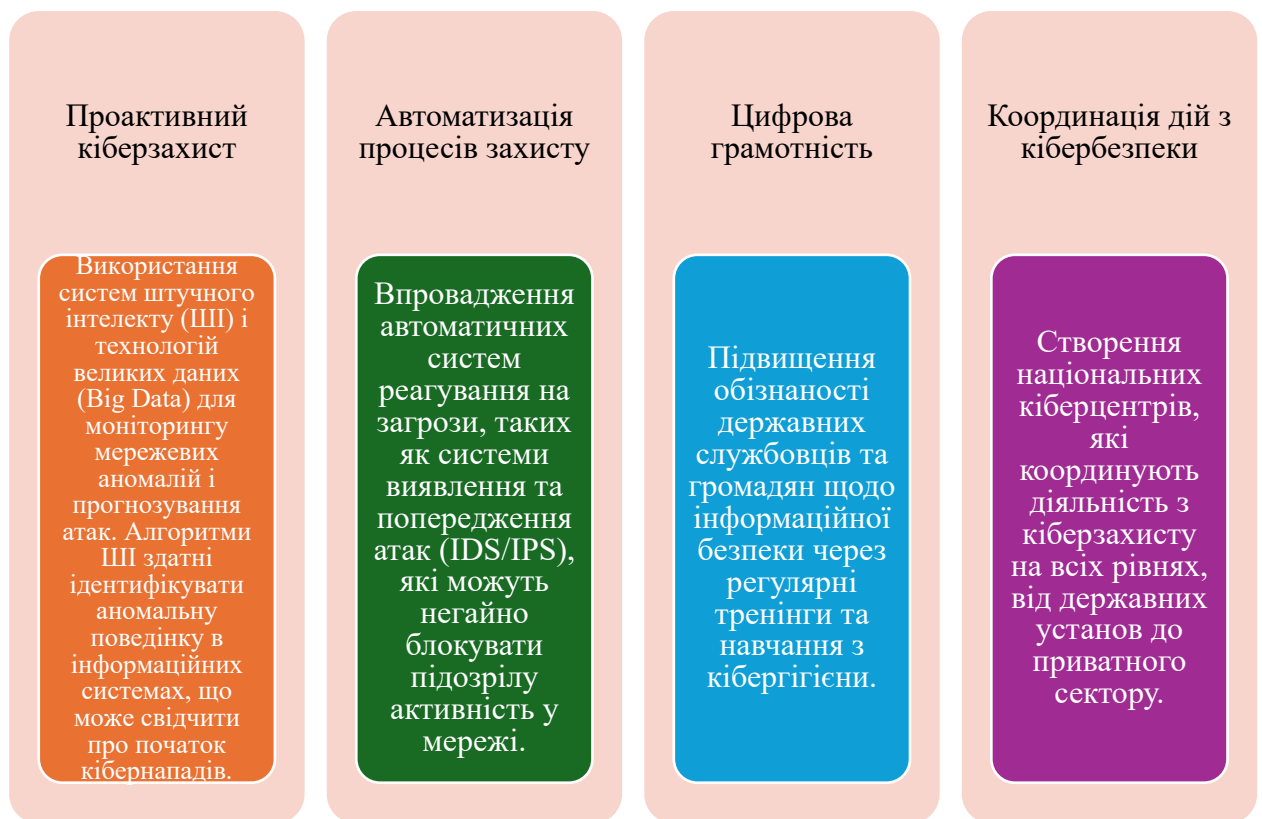 Проактивний
кіберзахист
Використання
систем штучного
інтелекту (ШІ) і
технологій
великих даних
(Big Data) для
моніторингу
мережевих
аномалій і
прогнозування
атак. Алгоритми
ШІ здатні
ідентифікувати
аномальну
поведінку в
інформаційних
системах, що
може свідчити
про початок
кібернападів.
Автоматизація
процесів захисту
Впровадження
автоматичних
систем
реагування на
загрози, таких
як системи
виявлення та
попередження
атак (IDS/IPS),
які можуть
негайно
блокувати
підозрілу
активність у
мережі.
Цифрова
грамотність
Підвищення
обізнаності
державних
службовців та
громадян щодо
інформаційної
безпеки через
регулярні
тренінги та
навчання з
кібергігієни.
Координація дій з
кібербезпеки
Створення
національних
кіберцентрів,
які
координують
діяльність з
кіберзахисту
на всіх рівнях,
від державних
установ до
приватного
сектору.